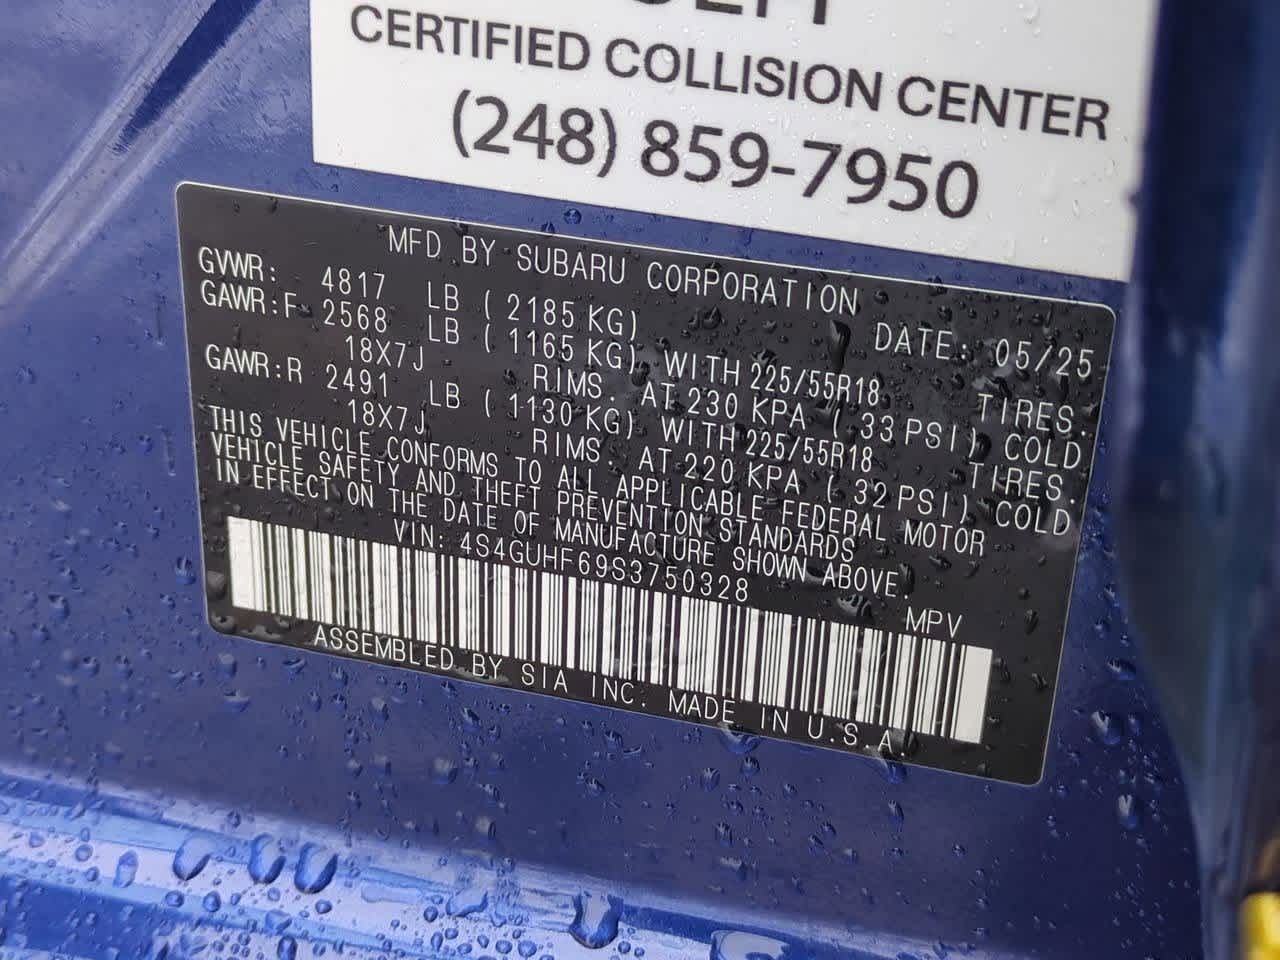 CERTIFIED COLLISION CENTER
(248) 859-7950
MFD. BY SUBARU CORPORATION
GVWR: 4817 LB ( 2185 KG) DATE: 05/25
GAWR:F 2568 LB ( 1165 KG) WITH 225/55R18 TIRES.
18X7J RIMS. AT 230 KPA ( 33 PSI) COLD
GAWR:R 2491 LB ( 1130 KG) WITH 225/55R18 TIRES.
18X7J RIMS. AT 220 KPA ( 32 PSI) COLD
THIS VEHICLE CONFORMS TO ALL APPLICABLE FEDERAL MOTOR
VEHICLE SAFETY AND THEFT PREVENTION STANDARDS
IN EFFECT ON THE DATE OF MANUFACTURE SHOWN ABOVE.
VIN: 4S4GUHF69S3750328 MPV
ASSEMBLED BY SIA INC. MADE IN U.S.A.